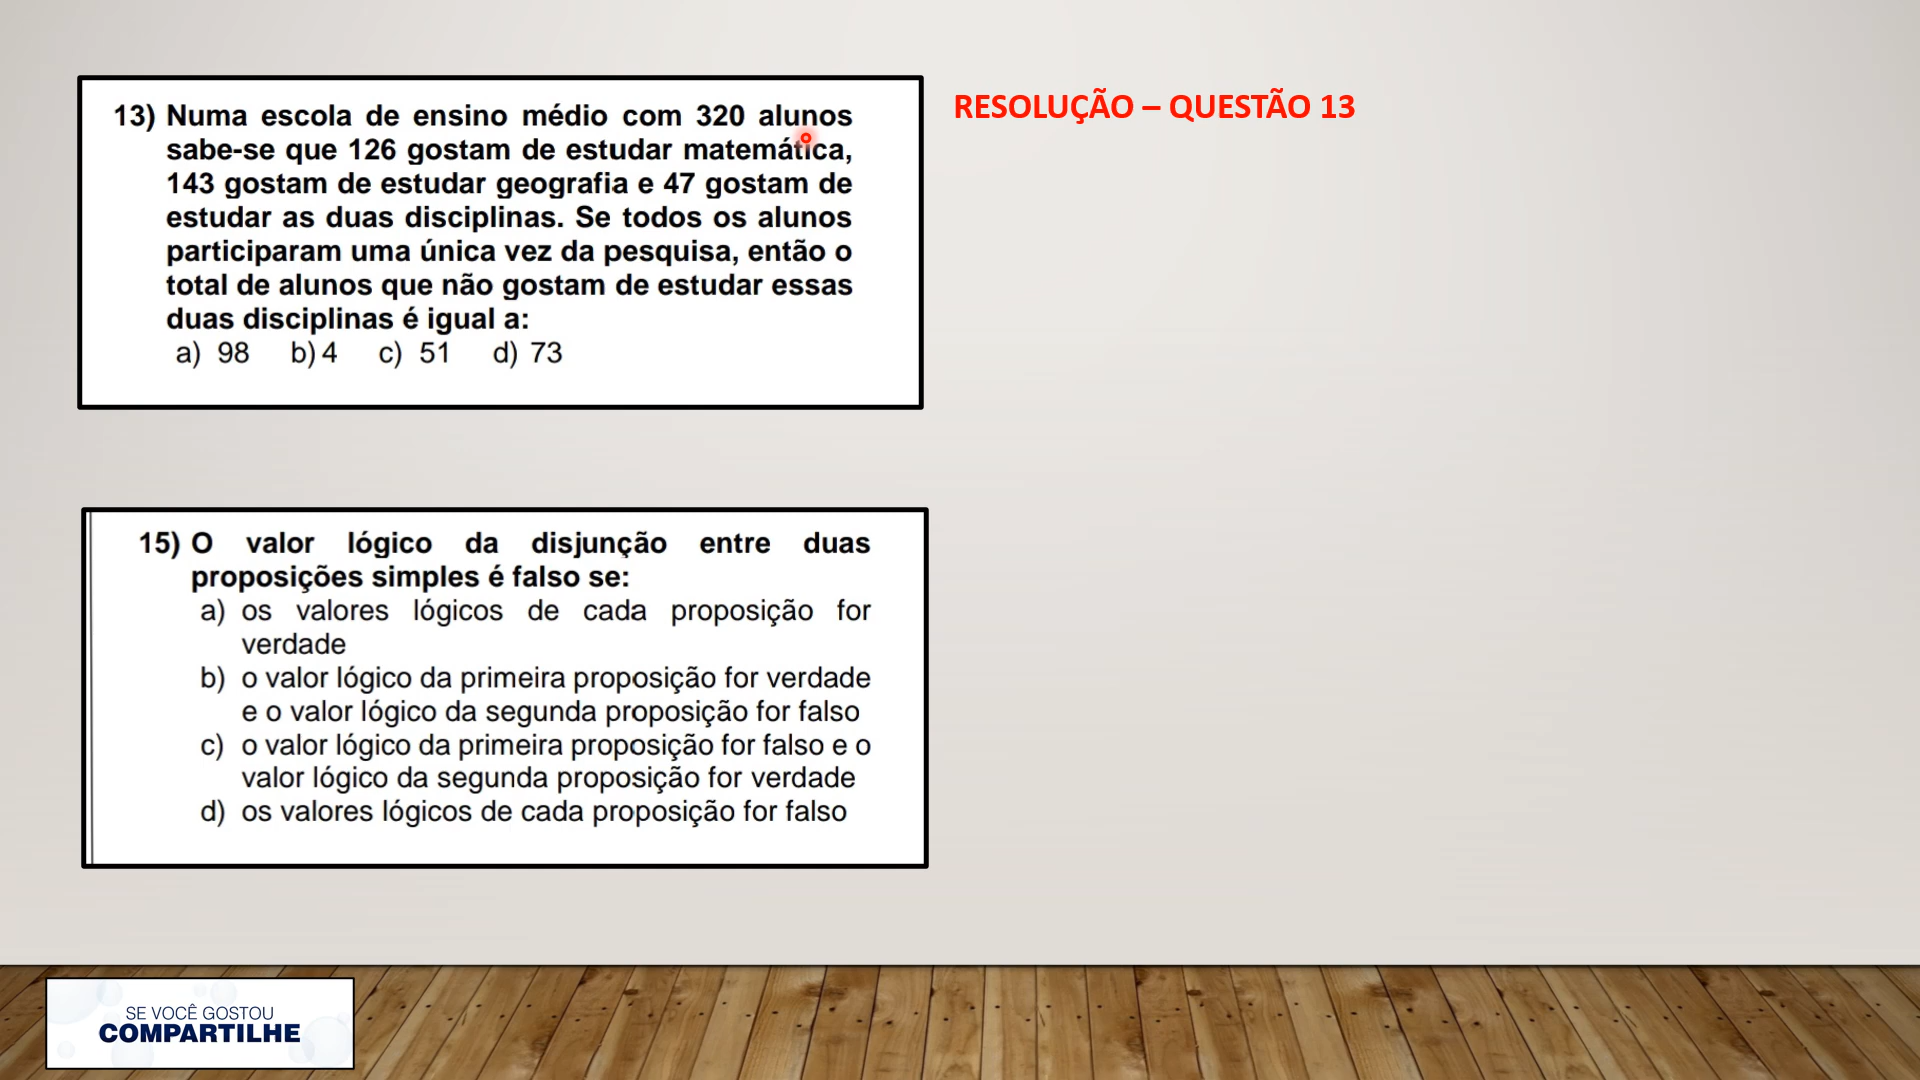 13) Numa escola de ensino médio com 320 alunos
sabe-se que 126 gostam de estudar matemática,
143 gostam de estudar geografia e 47 gostam de
estudar as duas disciplinas. Se todos os alunos
participaram uma única vez da pesquisa, então o
total de alunos que não gostam de estudar essas
duas disciplinas é igual a:
a) 98 b) 4 c) 51 d) 73
RESOLUÇÃO – QUESTÃO 13
15) O valor lógico da disjunção entre duas
proposições simples é falso se:
a) os valores lógicos de cada proposição for
verdade
b) o valor lógico da primeira proposição for verdade
e o valor lógico da segunda proposição for falso
c) o valor lógico da primeira proposição for falso e o
valor lógico da segunda proposição for verdade
d) os valores lógicos de cada proposição for falso
SE VOCÊ GOSTOU
COMPARTILHE